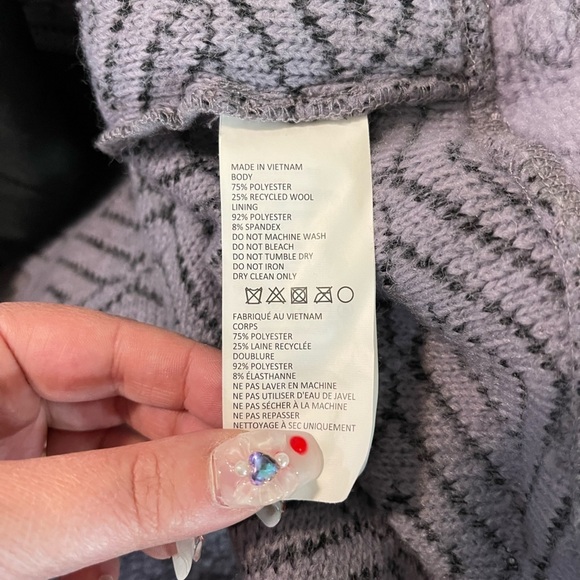 MADE IN VIETNAM
BODY
75% POLYESTER
25% RECYCLED WOOL
LINING
92% POLYESTER
8% SPANDEX
DO NOT MACHINE WASH
DO NOT BLEACH
DO NOT TUMBLE DRY
DO NOT IRON
DRY CLEAN ONLY
FABRIQUÉ AU VIETNAM
CORPS
75% POLYESTER
25% LAINE RECYCLÉE
DOUBLURE
92% POLYESTER
8% ÉLASTHANNE
NE PAS LAVER EN MACHINE
NE PAS UTILISER D'EAU DE JAVEL
NE PAS SÉCHER À LA MACHINE
NE PAS REPASSER
NETTOYAGE À SEC UNIQUEMENT